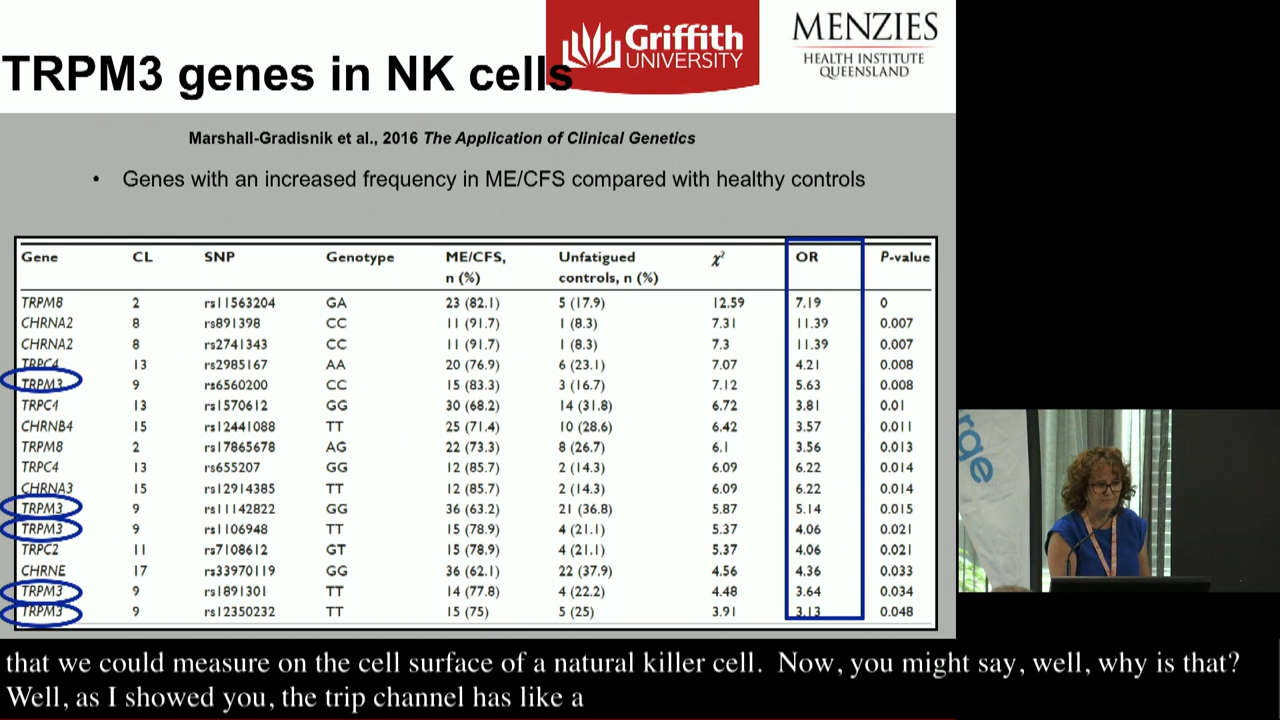 Griffith
UNIVERSITY
MENZIES
HEALTH INSTITUTE
QUEENSLAND
TRPM3 genes in NK cells
Marshall-Gradisnik et al., 2016 The Application of Clinical Genetics
• Genes with an increased frequency in ME/CFS compared with healthy controls
Gene CL SNP Genotype ME/CFS, n (%) Unfatigued controls, n (%) χ² OR P-value
TRPM8 2 rs11563204 GA 23 (82.1) 5 (17.9) 12.59 7.19 0
CHRNA2 8 rs891398 CC 11 (91.7) 1 (8.3) 7.31 11.39 0.007
CHRNA2 8 rs2741343 CC 11 (91.7) 1 (8.3) 7.3 11.39 0.007
TRPC4 13 rs2985167 AA 20 (76.9) 6 (23.1) 7.07 4.21 0.008
TRPM3 9 rs6560200 CC 15 (83.3) 3 (16.7) 7.12 5.63 0.008
TRPC4 13 rs1570612 GG 30 (68.2) 14 (31.8) 6.72 3.81 0.01
CHRNB4 15 rs12441088 TT 25 (71.4) 10 (28.6) 6.42 3.57 0.011
TRPM8 2 rs17865678 AG 22 (73.3) 8 (26.7) 6.1 3.56 0.013
TRPC4 13 rs655207 GG 12 (85.7) 2 (14.3) 6.09 6.22 0.014
CHRNA3 15 rs12914385 TT 12 (85.7) 2 (14.3) 6.09 6.22 0.014
TRPM3 9 rs11142822 GG 36 (63.2) 21 (36.8) 5.87 5.14 0.015
TRPM3 9 rs1106948 TT 15 (78.9) 4 (21.1) 5.37 4.06 0.021
TRPC2 11 rs7108612 GT 15 (78.9) 4 (21.1) 5.37 4.06 0.021
CHRNE 17 rs33970119 GG 36 (62.1) 22 (37.9) 4.56 4.36 0.033
TRPM3 9 rs1891301 TT 14 (77.8) 4 (22.2) 4.48 3.64 0.034
TRPM3 9 rs12350232 TT 15 (75) 5 (25) 3.91 3.13 0.048
that we could measure on the cell surface of a natural killer cell. Now, you might say, well, why is that?
Well, as I showed you, the trip channel has like a